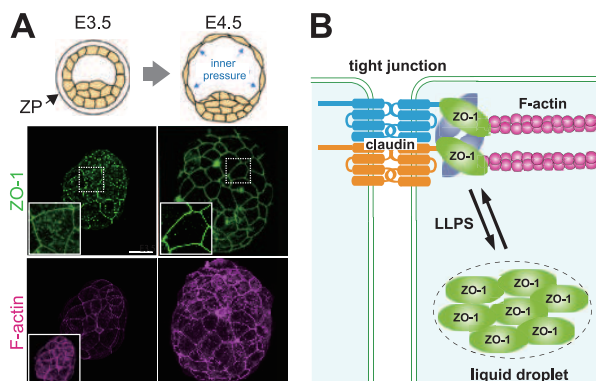 A
E3.5
E4.5
inner
pressure
ZP
ZO-1
F-actin
B
tight junction
F-actin
ZO-1
claudin
ZO-1
LLPS
ZO-1
ZO-1
ZO-1
ZO-1
ZO-1
ZO-1
ZO-1
liquid droplet